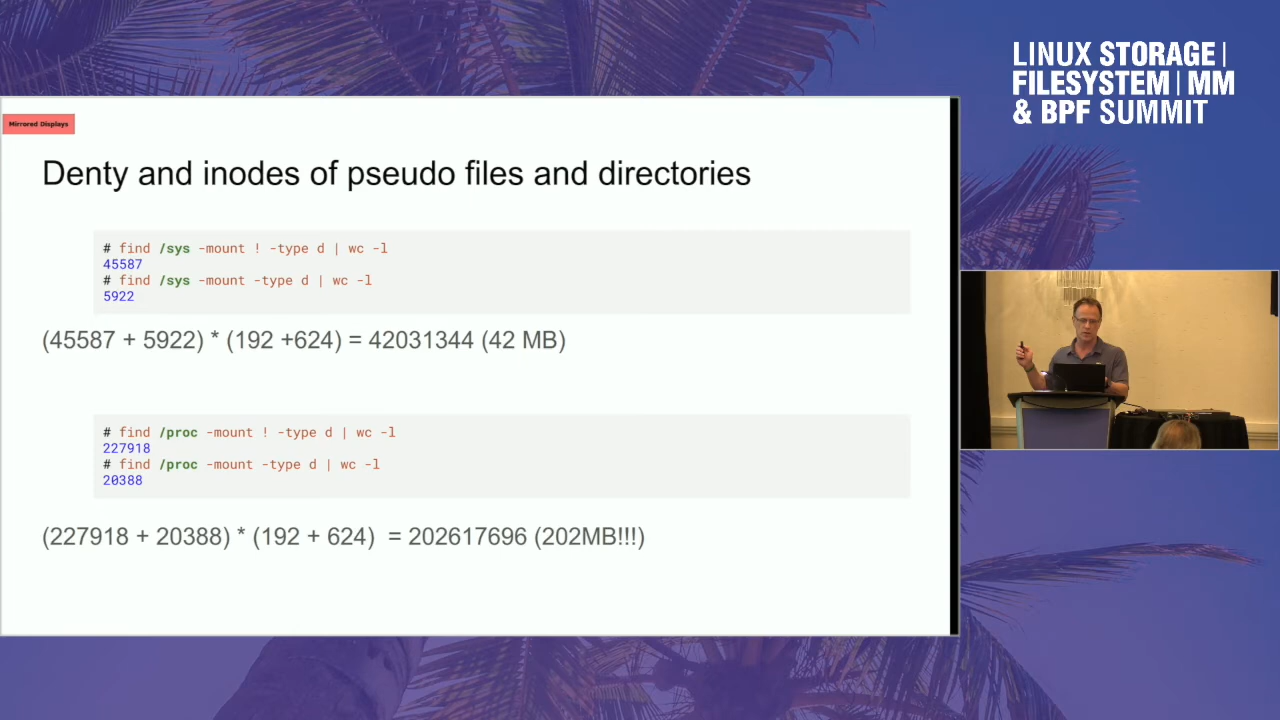 LINUX STORAGE |
FILESYSTEM | MM
& BPF SUMMIT
Mirrored Displays
Denty and inodes of pseudo files and directories
# find /sys -mount ! -type d | wc -l
45587
# find /sys -mount -type d | wc -l
5922
(45587 + 5922) * (192 +624) = 42031344 (42 MB)
# find /proc -mount ! -type d | wc -l
227918
# find /proc -mount -type d | wc -l
20388
(227918 + 20388) * (192 + 624) = 202617696 (202MB!!!)